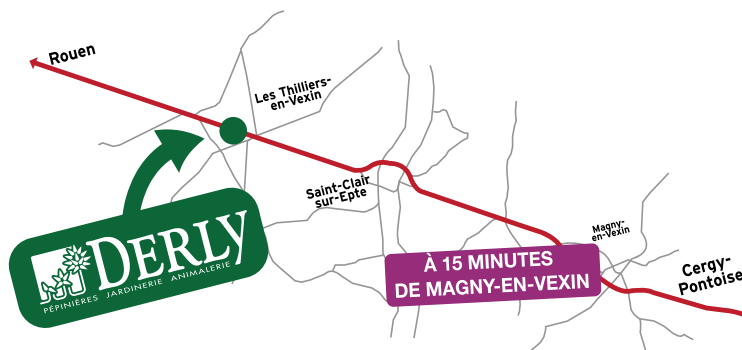 Rouen
Les Thilliers-
en-Vexin
Saint-Clair
sur-Epte
DERLY
PÉPINIÈRES JARDINERIE ANIMALERIE
Magny-
en-Vexin
À 15 MINUTES
DE MAGNY-EN-VEXIN
Cergy-
Pontoise